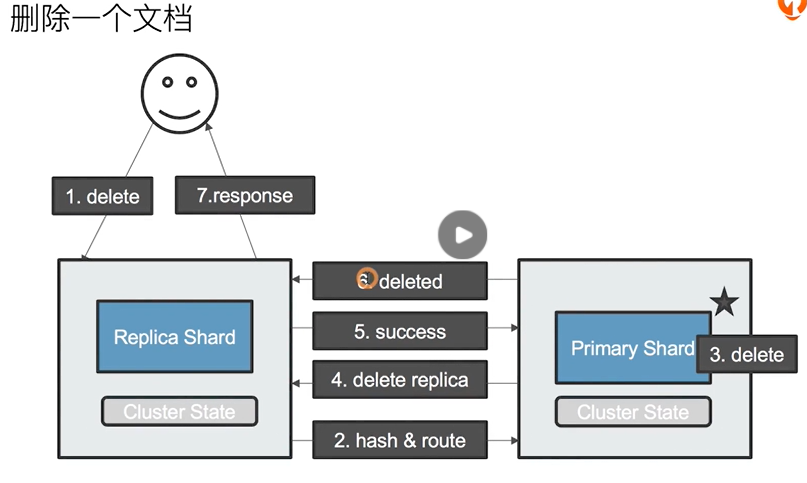 删除一个文档
1. delete
7.response
6. deleted
Replica Shard
5. success
Primary Shard
3. delete
4. delete replica
Cluster State
Cluster State
2. hash & route